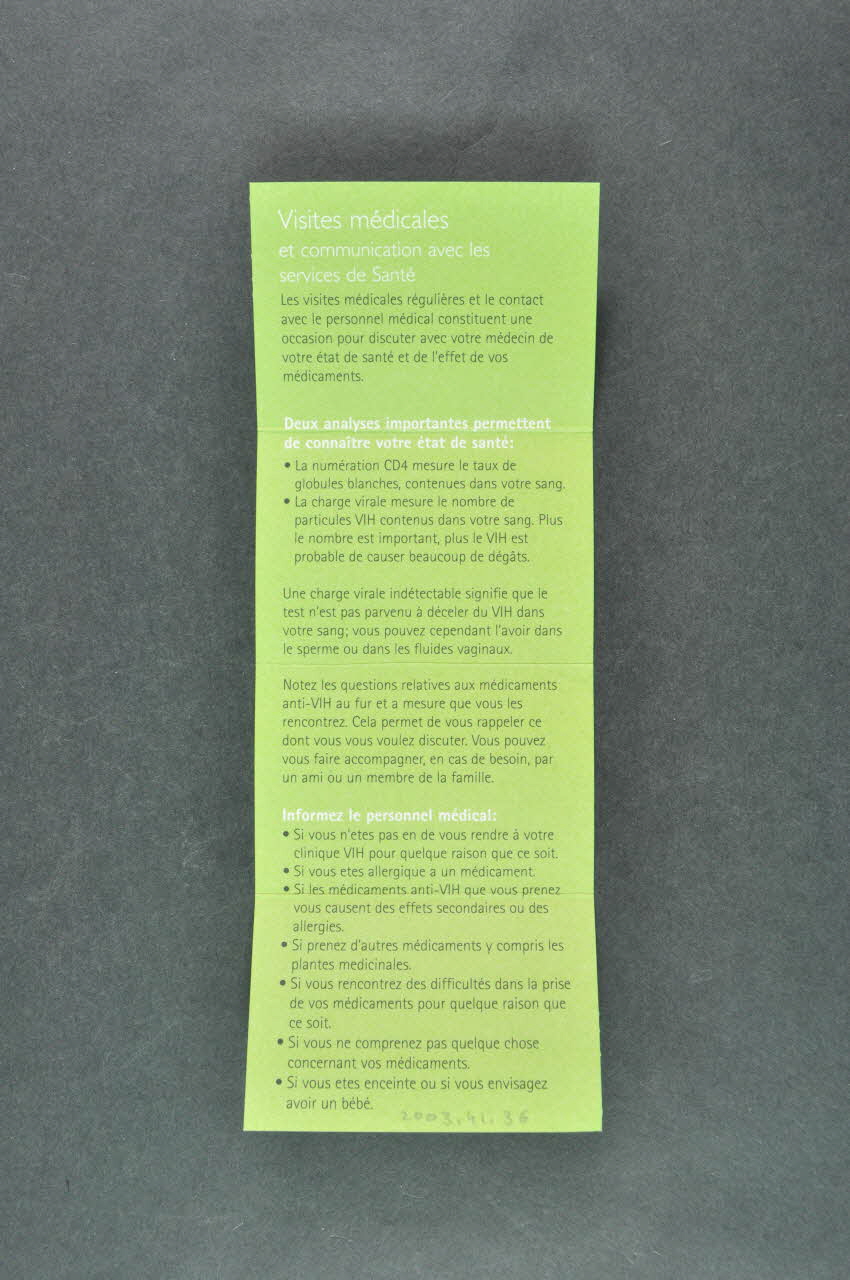 Visites médicales
et communication avec les
services de Santé
Les visites médicales régulières et le contact
avec le personnel médical constituent une
occasion pour discuter avec votre médecin de
votre état de santé et de l'effet de vos
médicaments.
Deux analyses importantes permettent
de connaître votre état de santé:
• La numération CD4 mesure le taux de
globules blanches, contenues dans votre sang.
• La charge virale mesure le nombre de
particules VIH contenus dans votre sang. Plus
le nombre est important, plus le VIH est
probable de causer beaucoup de dégâts.
Une charge virale indétectable signifie que le
test n'est pas parvenu à déceler du VIH dans
votre sang; vous pouvez cependant l'avoir dans
le sperme ou dans les fluides vaginaux.
Notez les questions relatives aux médicaments
anti-VIH au fur et a mesure que vous les
rencontrez. Cela permet de vous rappeler ce
dont vous vous voulez discuter. Vous pouvez
vous faire accompagner, en cas de besoin, par
un ami ou un membre de la famille.
Informez le personnel médical:
• Si vous n'etes pas en de vous rendre à votre
clinique VIH pour quelque raison que ce soit.
• Si vous etes allergique a un médicament.
• Si les médicaments anti-VIH que vous prenez
vous causent des effets secondaires ou des
allergies.
• Si prenez d'autres médicaments y compris les
plantes medicinales.
• Si vous rencontrez des difficultés dans la prise
de vos médicaments pour quelque raison que
ce soit.
• Si vous ne comprenez pas quelque chose
concernant vos médicaments.
• Si vous etes enceinte ou si vous envisagez
avoir un bébé.
2003.41.36